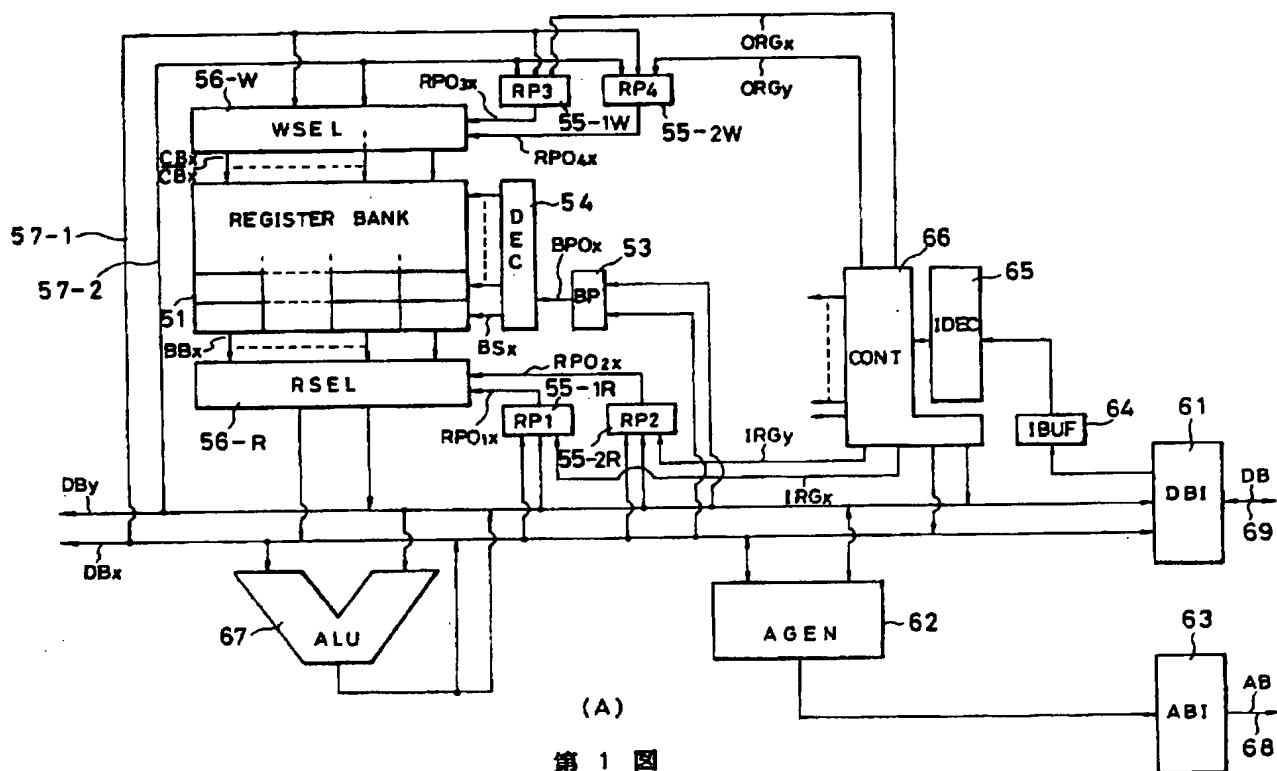 ORGx
ORGy
56-W
RPO3x
RP3
RP4
55-1W
55-2W
WSEL
RPO4x
CBx
CBx
REGISTER BANK
DEC
54
57-1
57-2
BPOx
53
BP
66
65
51
BBx
BSx
CONT
IDEC
RSEL
RPO2x
55-1R
RPO1x
RP1
RP2
56-R
55-2R
IRGy
IRGx
IBUF
64
61
DBy
DBx
DBI
DB
69
67
ALU
AGEN
62
63
ABI
AB
68
(A)
第 1 図